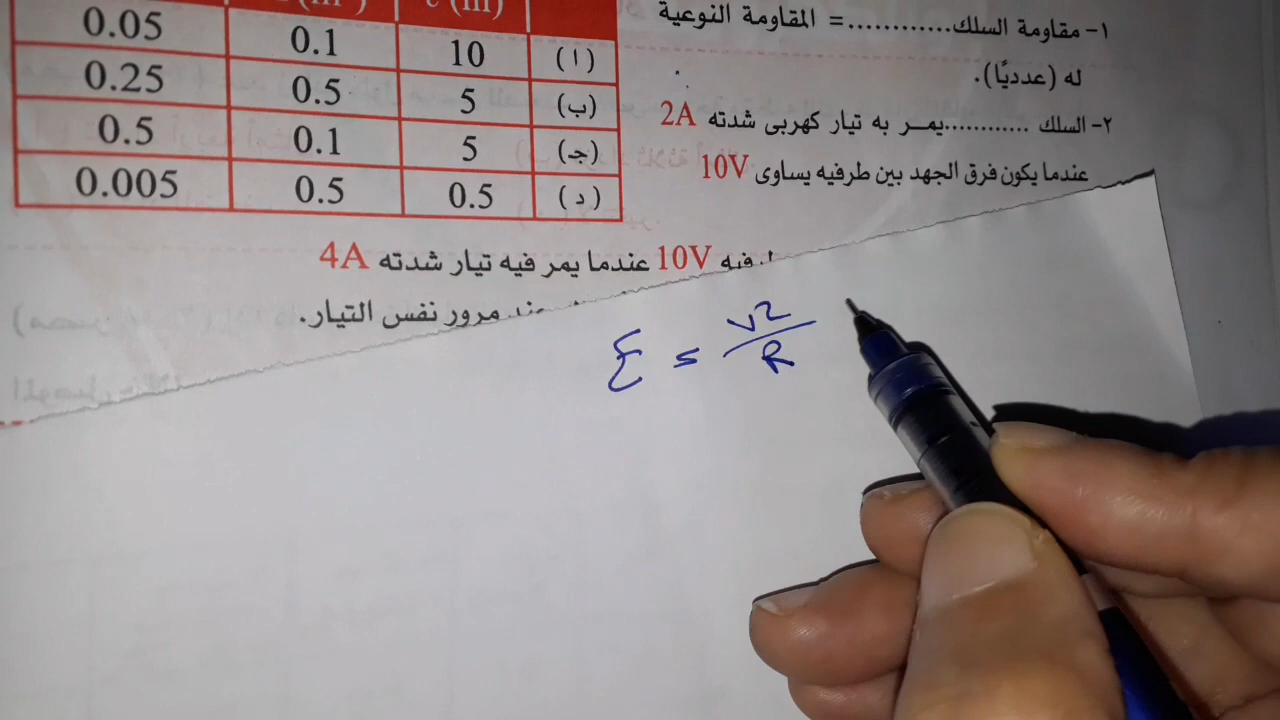 ١- مقاومة السلك............= المقاومة النوعية
له (عدديًا).
٢- السلك ............يمـر به تيار كهربى شدته 2A
عندما يكون فرق الجهد بين طرفيه يساوى 10V
ℓ (m)
(ا) 10 0.1 0.05
(ب) 5 0.5 0.25
(جـ) 5 0.1 0.5
(د) 0.5 0.5 0.005
10V عندما يمر فيه تيار شدته 4A
مرور نفس التيار.
= V2
R